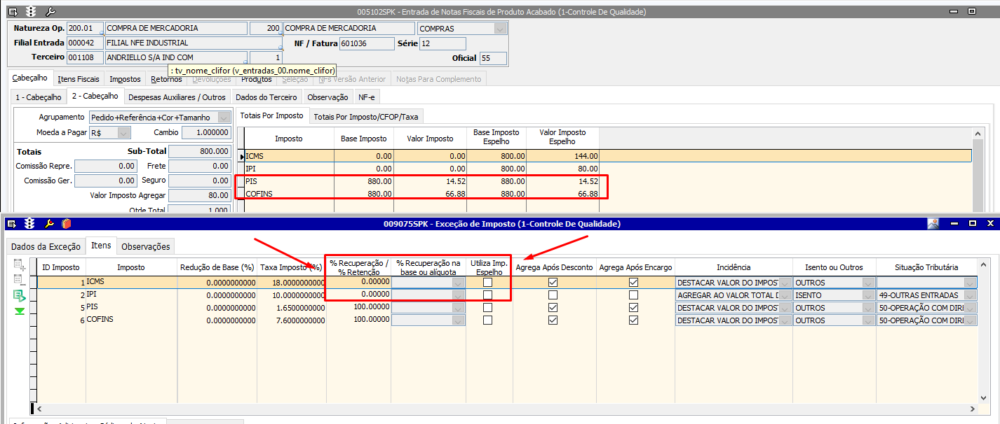 005102SPK - Entrada de Notas Fiscais de Produto Acabado (1-Controle De Qualidade)
Natureza Op. 200.01 COMPRA DE MERCADORIA 200 COMPRA DE MERCADORIA COMPRAS
Filial Entrada 000042 FILIAL NFE INDUSTRIAL NF / Fatura 601036 Série 12
Terceiro 001108 ANDRIELLO S/A IND COM 1 Oficial 55
: tv_nome_clifor (v_entradas_00.nome_clifor)
Cabeçalho Itens Fiscais Impostos Retornos Devoluções Produtos Seleção NFs Versão Anterior Notas Para Complemento
1 - Cabeçalho 2 - Cabeçalho Despesas Auxiliares / Outros Dados do Terceiro Observação NF-e
Agrupamento Pedido+Referência+Cor+Tamanho
Moeda a Pagar R$ Cambio 1.000000
Totais Sub-Total 800.000
Comissão Repre. 0.00 Frete 0.00
Comissão Ger. 0.00 Seguro 0.00
Valor Imposto Agregar 80.00
Qtde Total 1.000
Totais Por Imposto Totais Por Imposto/CFOP/Taxa
Imposto Base Imposto Valor Imposto Base Imposto Espelho Valor Imposto Espelho
ICMS 0.00 0.00 800.00 144.00
IPI 0.00 0.00 800.00 80.00
PIS 880.00 14.52 880.00 14.52
COFINS 880.00 66.88 880.00 66.88
009075SPK - Exceção de Imposto (1-Controle De Qualidade)
Dados da Exceção Itens Observações
ID Imposto Imposto Redução de Base (%) Taxa Imposto (%) % Recuperação / % Retenção % Recuperação na base ou alíquota Utiliza Imp. Espelho Agrega Após Desconto Agrega Após Encargo Incidência Isento ou Outros Situação Tributária
1 ICMS 0.0000000000 18.0000000000 0.00000 DESTACAR VALOR DO IMPOST OUTROS
2 IPI 0.0000000000 10.0000000000 0.00000 AGREGAR AO VALOR TOTAL D ISENTO 49-OUTRAS ENTRADAS
5 PIS 0.0000000000 1.6500000000 100.00000 DESTACAR VALOR DO IMPOST OUTROS 50-OPERAÇÃO COM DIRE
6 COFINS 0.0000000000 7.6000000000 100.00000 DESTACAR VALOR DO IMPOST OUTROS 50-OPERAÇÃO COM DIRE